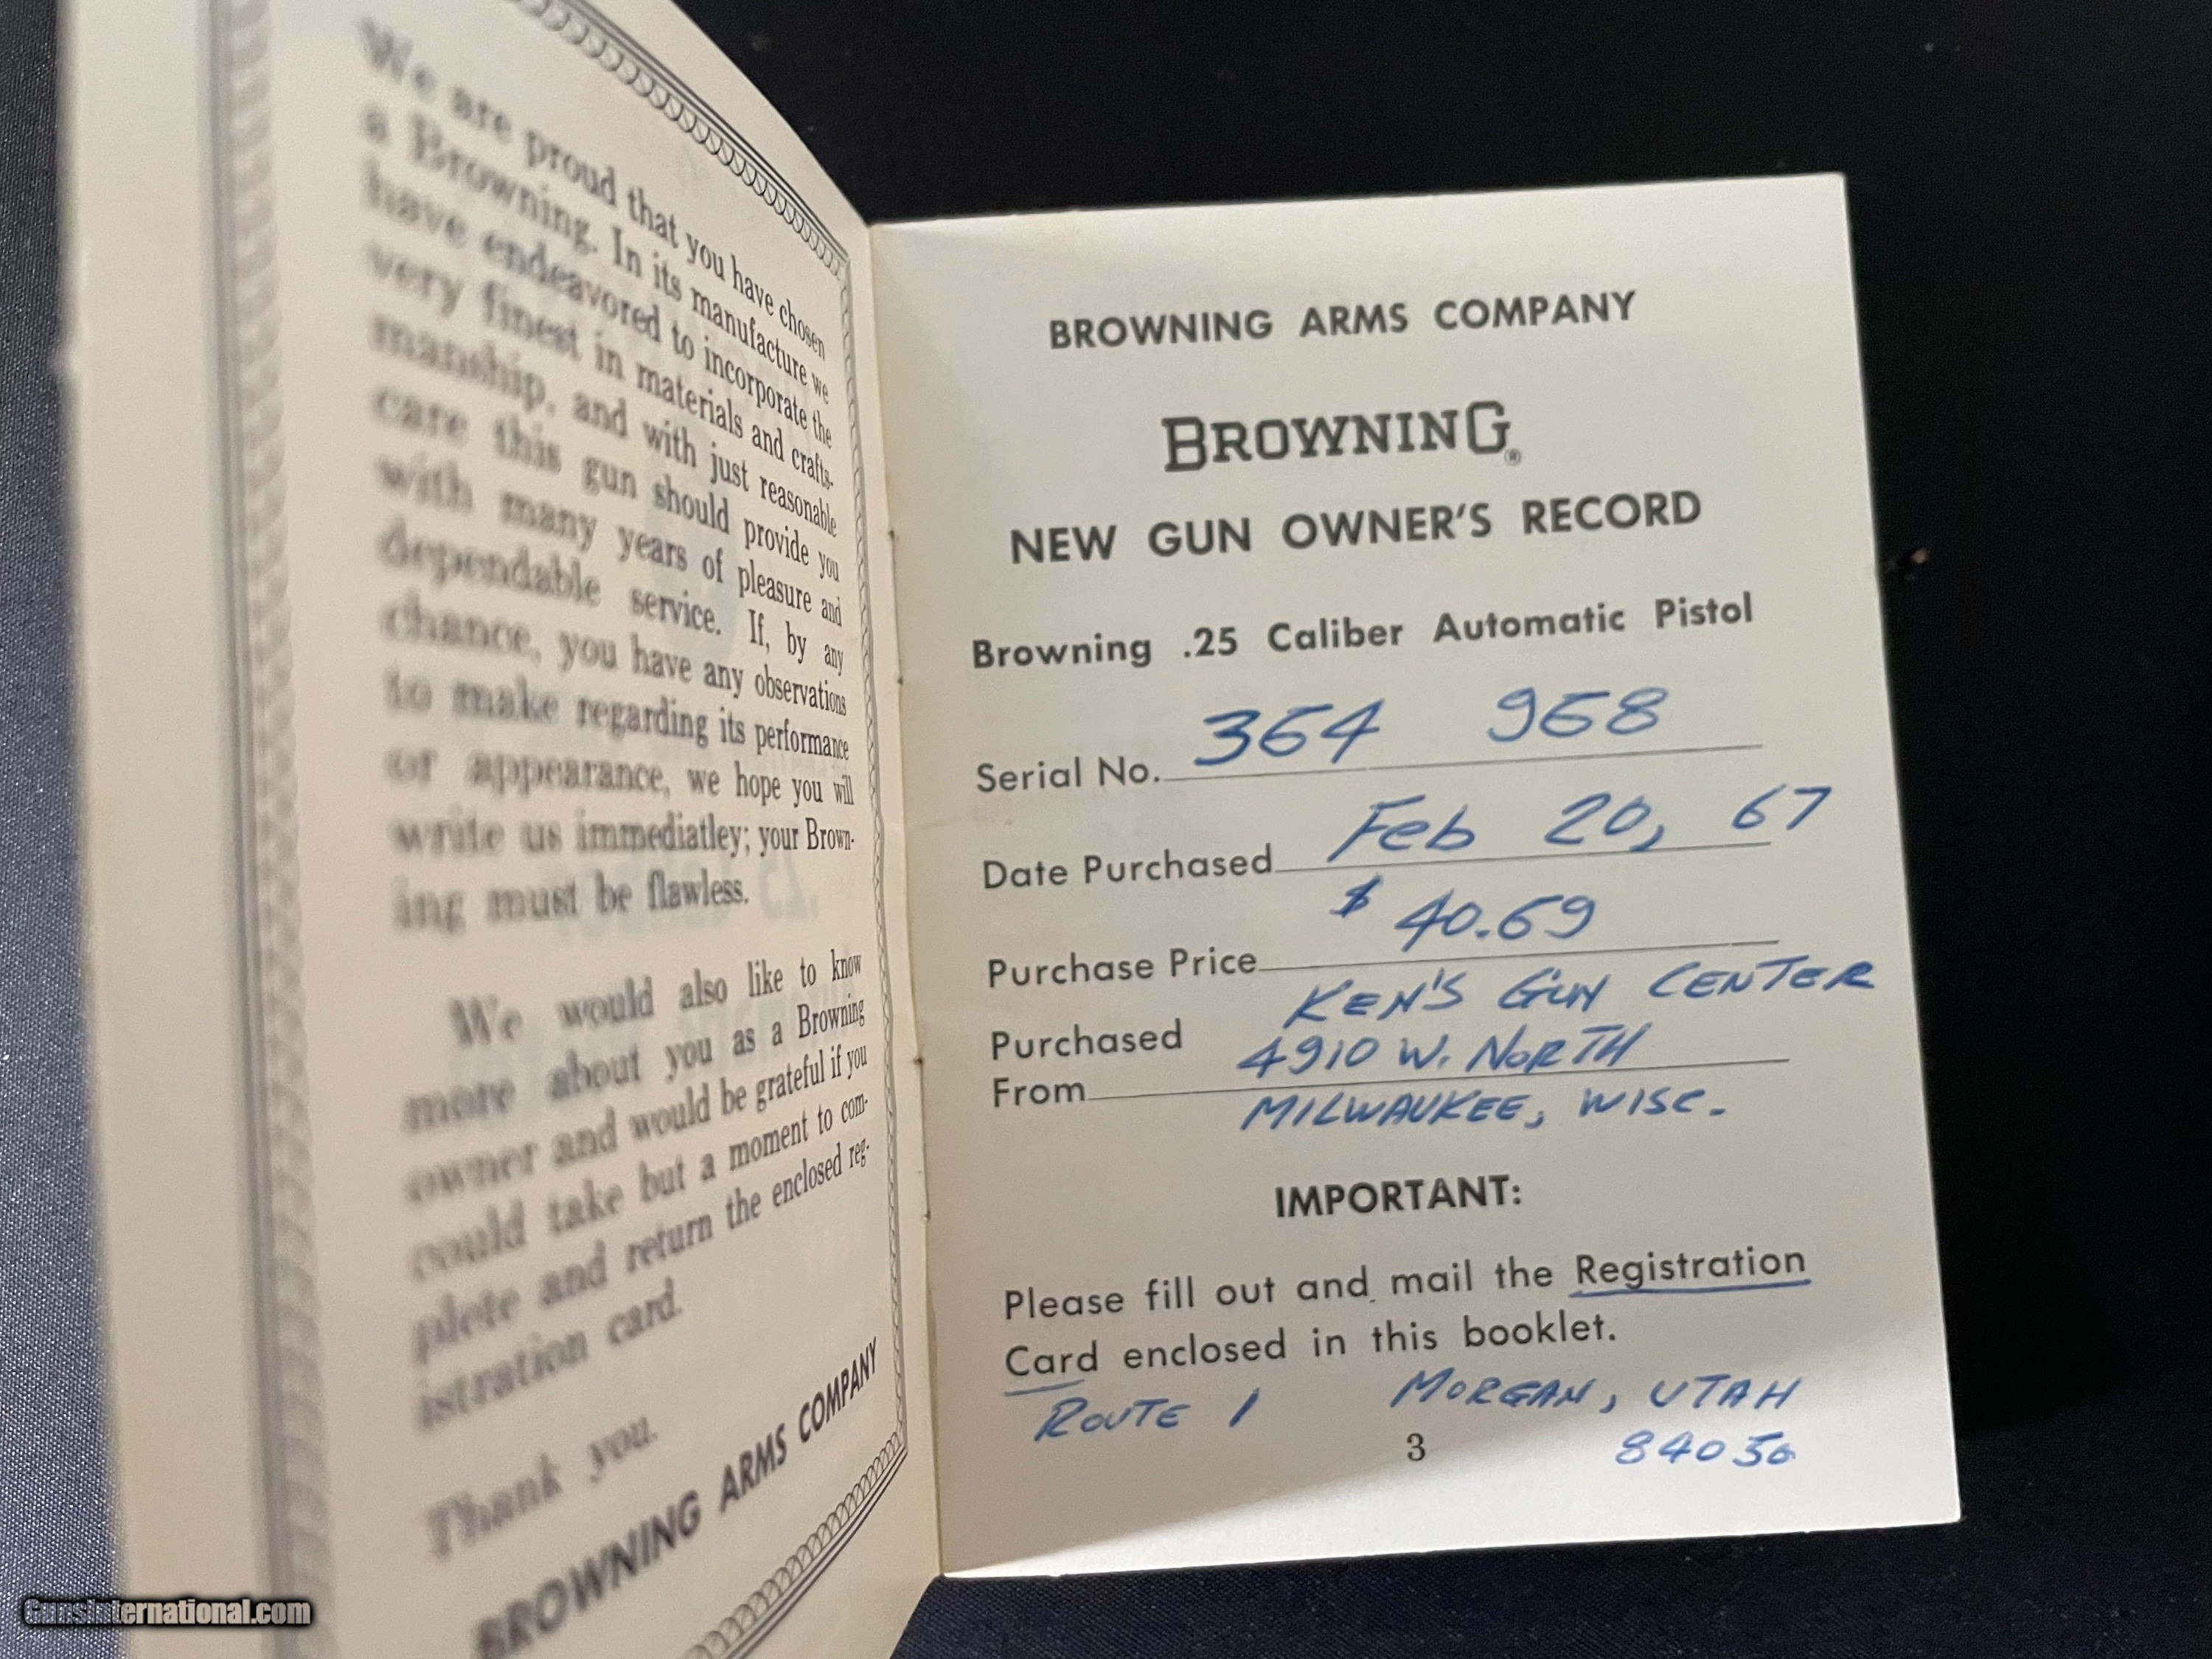 We are proud that you have chosen
a Browning. In its manufacture we
have endeavored to incorporate the
very finest in materials and crafts-
manship, and with just reasonable
care this gun should provide you
with many years of pleasure and
dependable service. If, by any
chance, you have any observations
to make regarding its performance
or appearance, we hope you will
write us immediatley; your Brown-
ing must be flawless.
We would also like to know
more about you as a Browning
owner and would be grateful if you
could take but a moment to com-
plete and return the enclosed reg-
istration card.
Thank you.
BROWNING ARMS COMPANY
BROWNING ARMS COMPANY
BROWNING®
NEW GUN OWNER'S RECORD
Browning .25 Caliber Automatic Pistol
Serial No. 364 968
Date Purchased Feb 20, 67
Purchase Price $ 40.69
KEN'S GUN CENTER
Purchased 4910 W. NORTH
From MILWAUKEE, WISC.
IMPORTANT:
Please fill out and mail the Registration
Card enclosed in this booklet.
ROUTE 1 MORGAN, UTAH
3 84050
GunsInternational.com